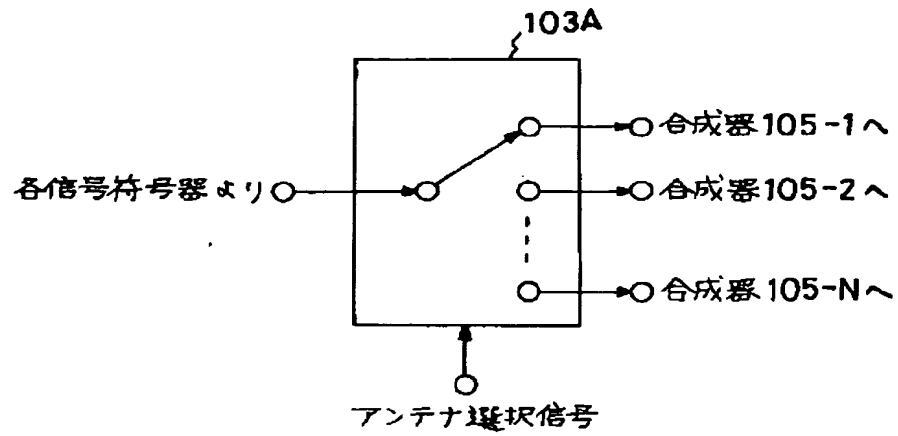 103A
合成器105-1へ
各信号符号器より
合成器105-2へ
合成器105-Nへ
アンテナ選択信号